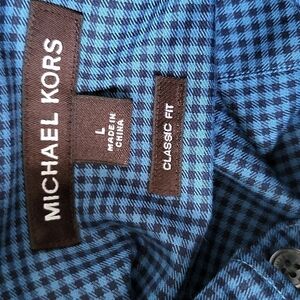 MICHAEL KORS
L
MADE IN
CHINA
CLASSIC FIT